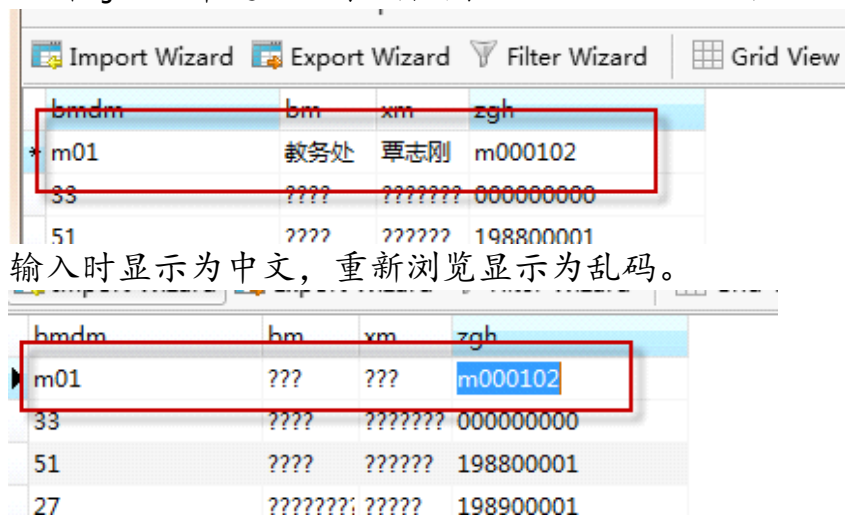 Import Wizard Export Wizard Filter Wizard Grid View
bmdm bm xm zgh
* m01 教务处 覃志刚 m000102
33 ???? ??????? 000000000
51 ???? ?????? 198800001
输入时显示为中文，重新浏览显示为乱码。
bmdm bm xm zgh
m01 ??? ??? m000102
33 ???? ??????? 000000000
51 ???? ?????? 198800001
27 ???????? ????? 198900001